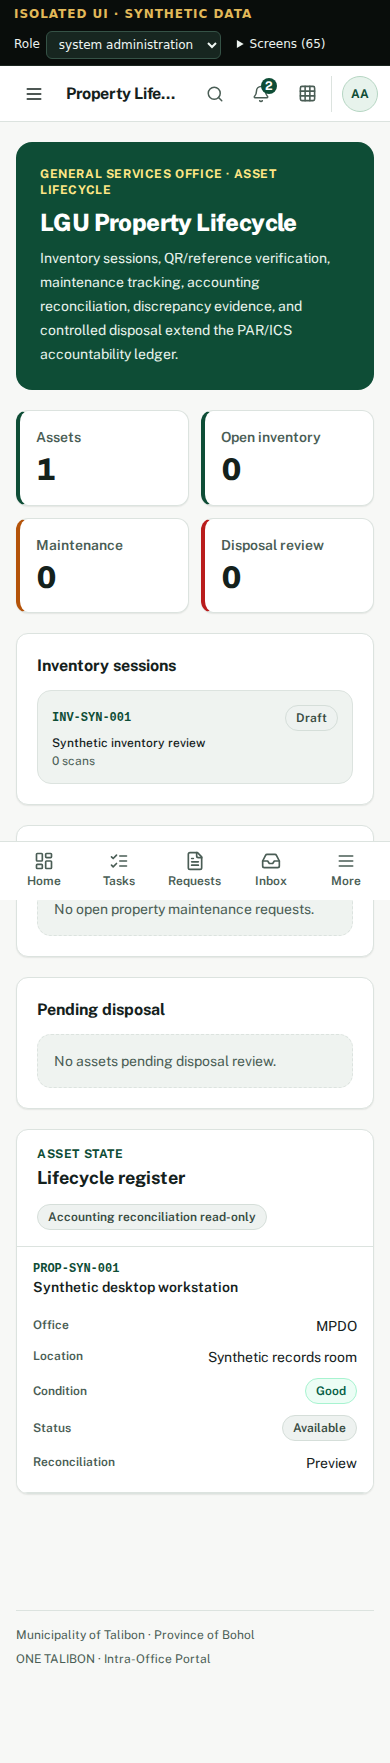 ISOLATED UI · SYNTHETIC DATA
Role system administration Screens (65)
Property Life... 2 AA
GENERAL SERVICES OFFICE · ASSET
LIFECYCLE
LGU Property Lifecycle
Inventory sessions, QR/reference verification,
maintenance tracking, accounting
reconciliation, discrepancy evidence, and
controlled disposal extend the PAR/ICS
accountability ledger.
Assets
1
Open inventory
0
Maintenance
0
Disposal review
0
Inventory sessions
INV-SYN-001 Draft
Synthetic inventory review
0 scans
Home Tasks Requests Inbox More
No open property maintenance requests.
Pending disposal
No assets pending disposal review.
ASSET STATE
Lifecycle register
Accounting reconciliation read-only
PROP-SYN-001
Synthetic desktop workstation
Office MPDO
Location Synthetic records room
Condition Good
Status Available
Reconciliation Preview
Municipality of Talibon · Province of Bohol
ONE TALIBON · Intra-Office Portal